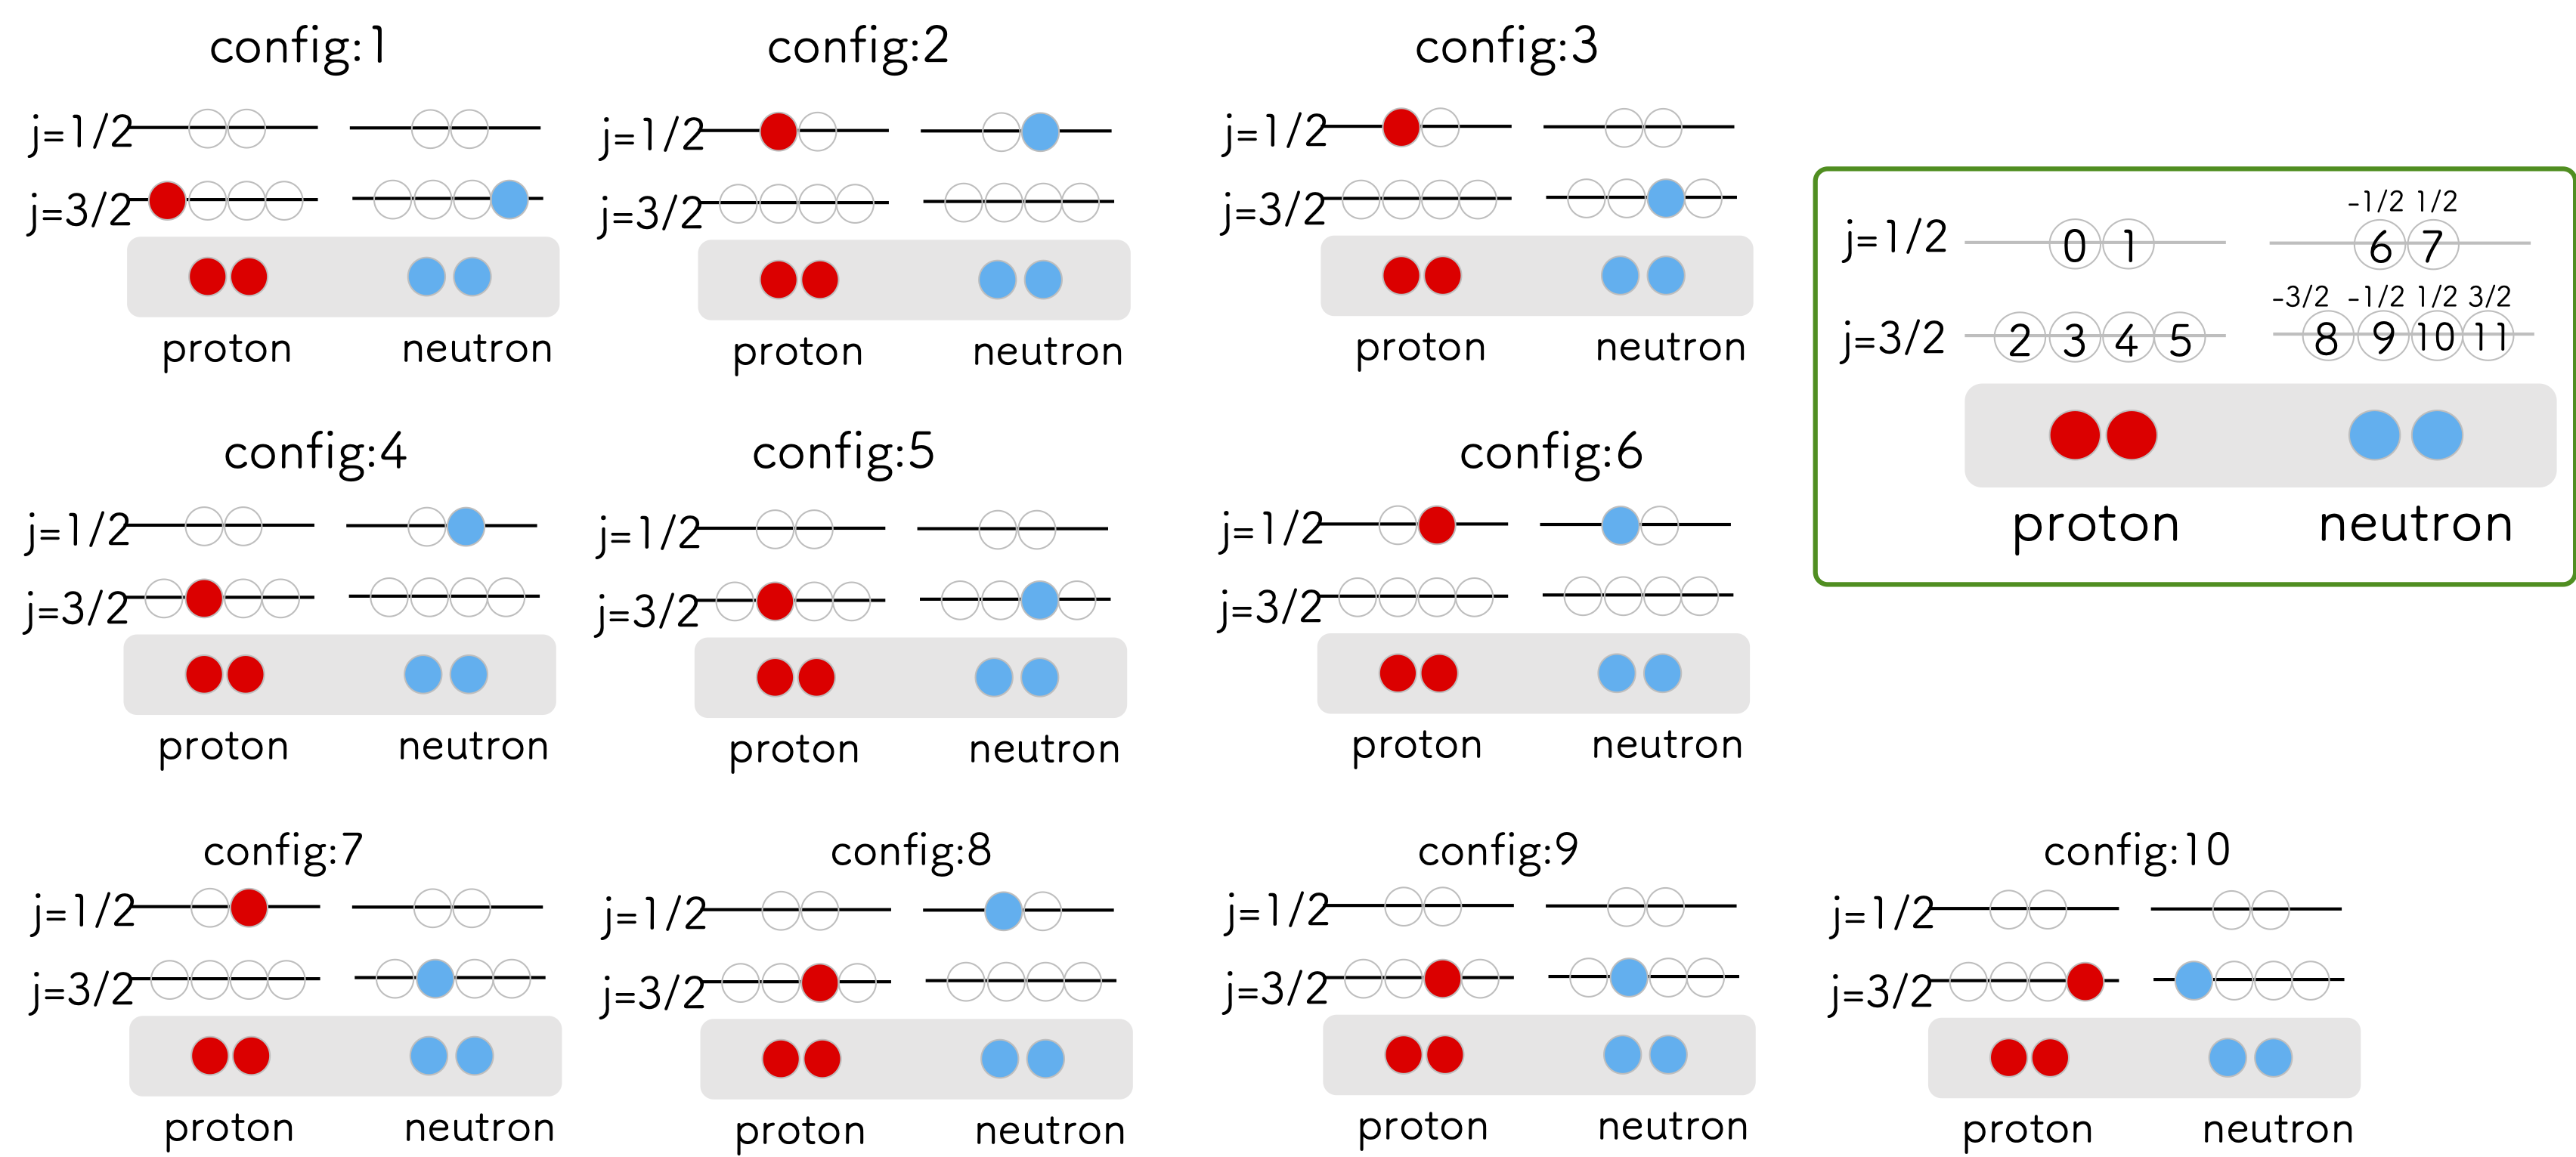 config:1
j=1/2
j=3/2
proton neutron
config:2
j=1/2
j=3/2
proton neutron
config:3
j=1/2
j=3/2
proton neutron
-1/2 1/2
j=1/2 0 1 6 7
-3/2 -1/2 1/2 3/2
j=3/2 2 3 4 5 8 9 10 11
proton neutron
config:4
j=1/2
j=3/2
proton neutron
config:5
j=1/2
j=3/2
proton neutron
config:6
j=1/2
j=3/2
proton neutron
config:7
j=1/2
j=3/2
proton neutron
config:8
j=1/2
j=3/2
proton neutron
config:9
j=1/2
j=3/2
proton neutron
config:10
j=1/2
j=3/2
proton neutron